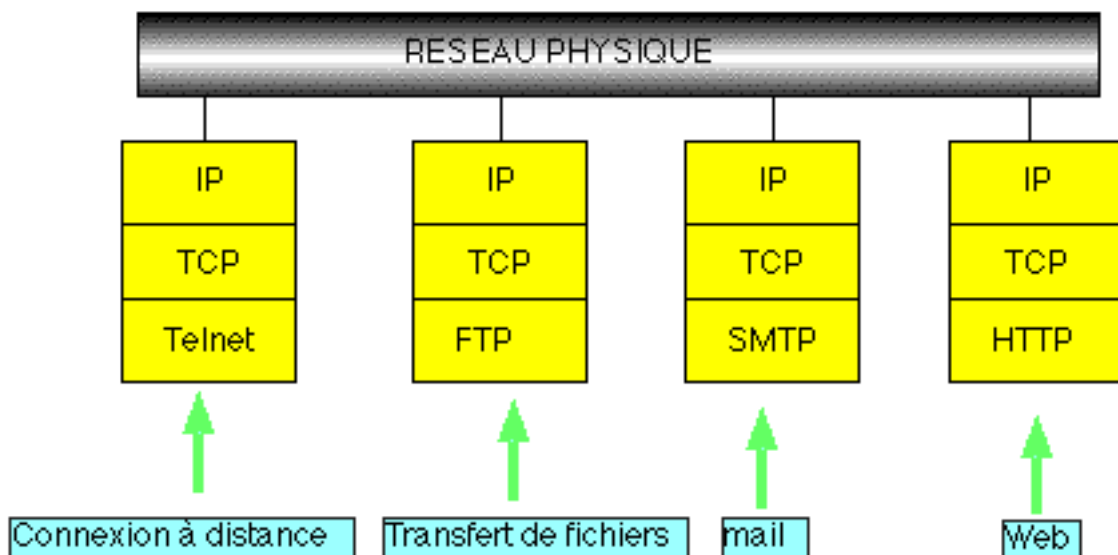 RESEAU PHYSIQUE
IP
IP
IP
IP
TCP
TCP
TCP
TCP
Telnet
FTP
SMTP
HTTP
Connexion à distance
Transfert de fichiers
mail
Web